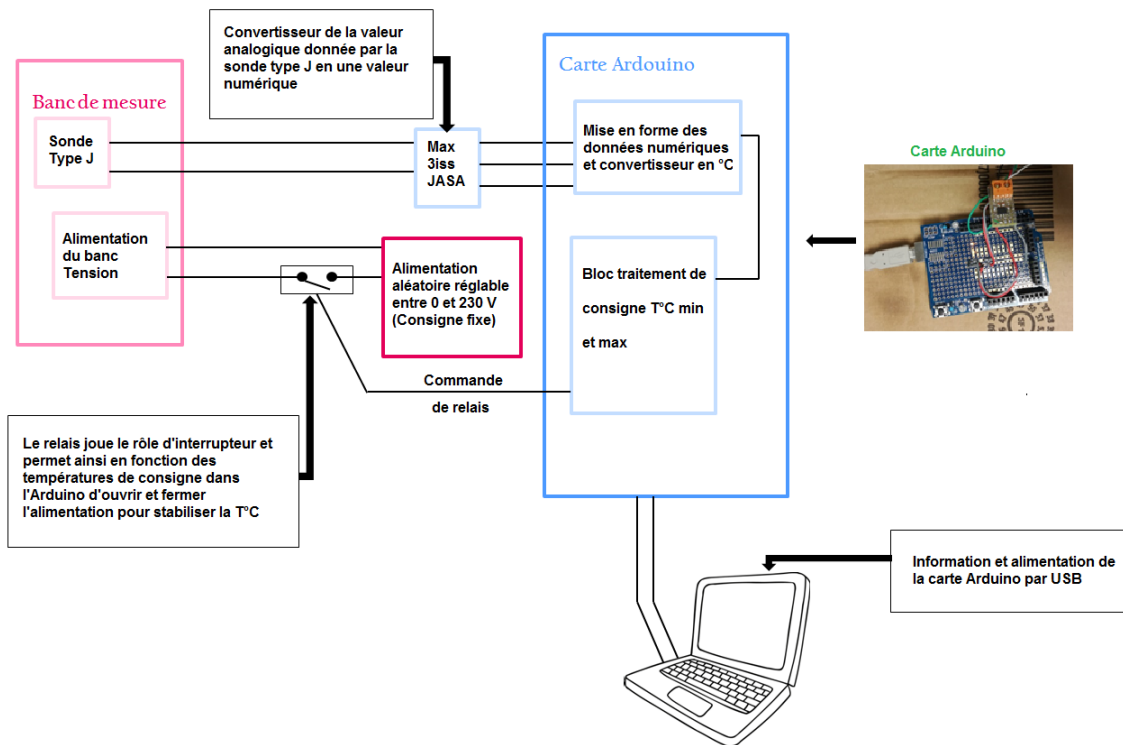 Convertisseur de la valeur
analogique donnée par la
sonde type J en une valeur
numérique
Banc de mesure
Sonde
Type J
Alimentation
du banc
Tension
Max
3iss
JASA
Alimentation
aléatoire réglable
entre 0 et 230 V
(Consigne fixe)
Carte Ardouino
Mise en forme des
données numériques
et convertisseur en °C
Bloc traitement de
consigne T°C min
et max
Commande
de relais
Carte Arduino
Le relais joue le rôle d'interrupteur et
permet ainsi en fonction des
températures de consigne dans
l'Arduino d'ouvrir et fermer
l'alimentation pour stabiliser la T°C
Information et alimentation de
la carte Arduino par USB